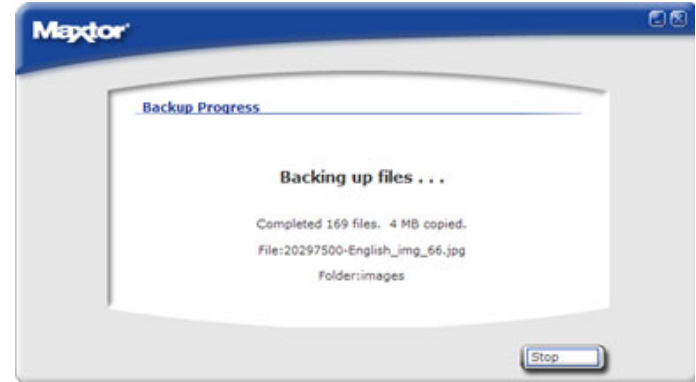 Maxtor
Backup Progress
Backing up files . . .
Completed 169 files.  4 MB copied.
File:20297500-English_img_66.jpg
Folder:images
Stop